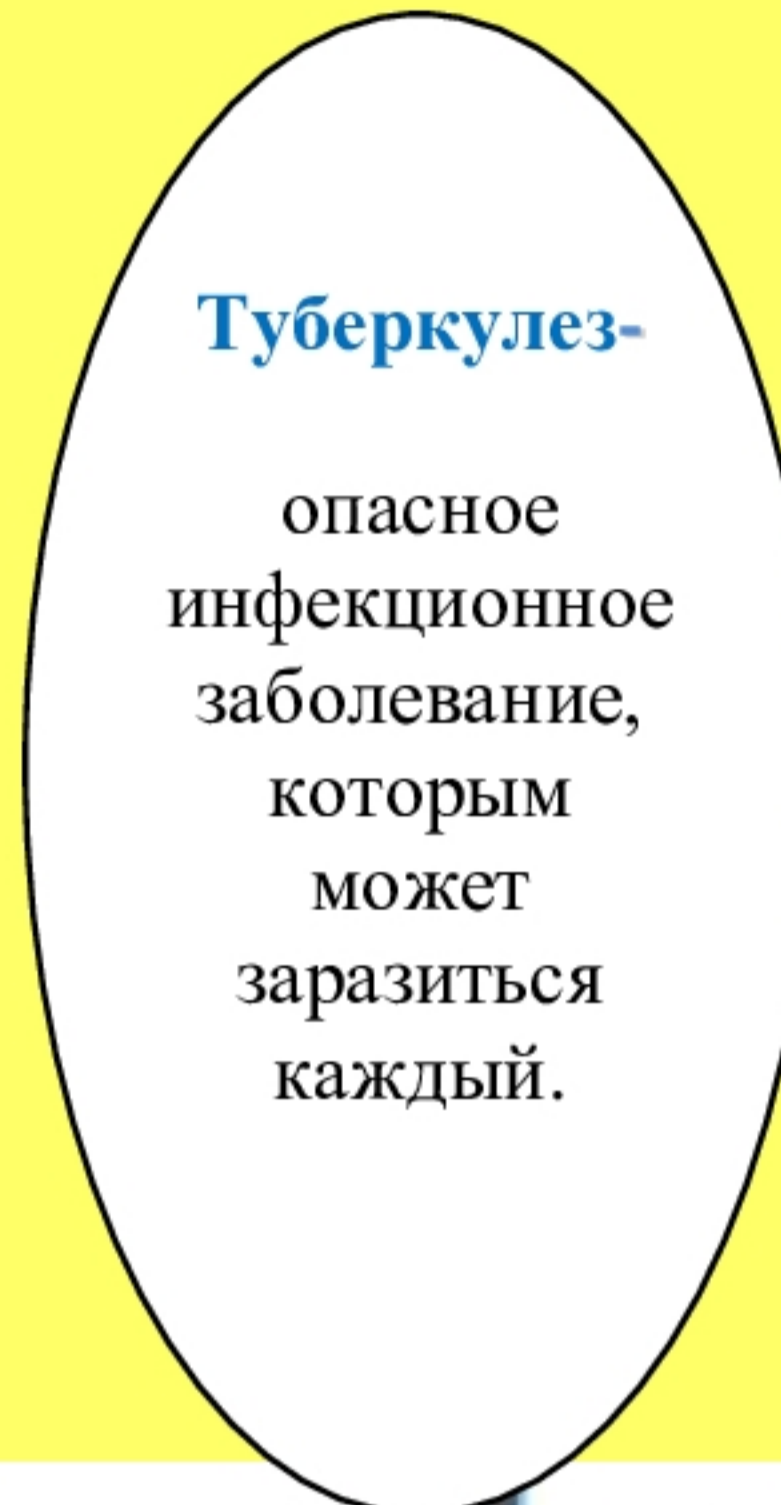 Туберкулез-
опасное
инфекционное
заболевание,
которым
может
заразиться
каждый.